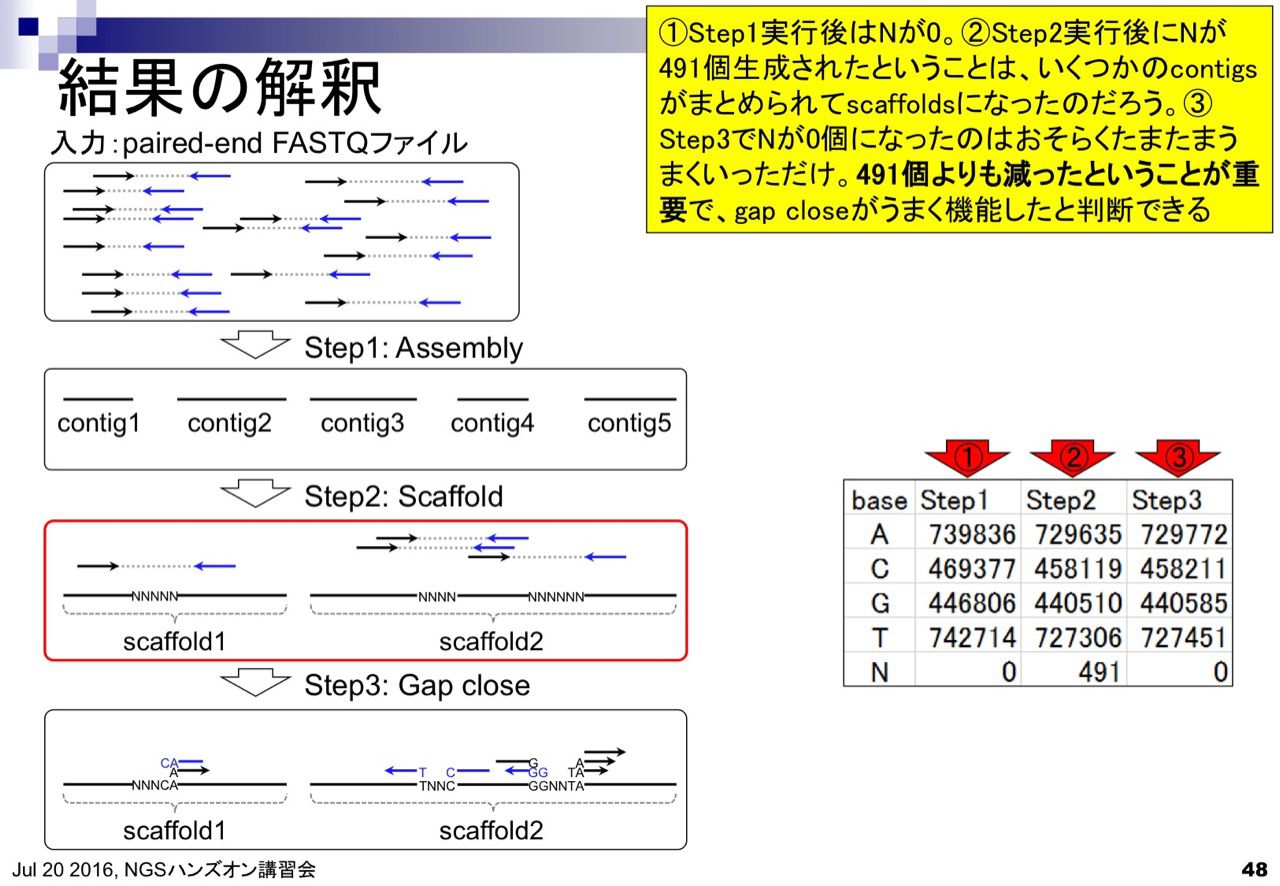 ①Step1実行後はNが0。②Step2実行後にNが
491個生成されたということは、いくつかのcontigs
がまとめられてscaffoldsになったのだろう。③
Step3でNが0個になったのはおそらくたまたまう
まくいっただけ。491個よりも減ったということが重
要で、gap closeがうまく機能したと判断できる
結果の解釈
入力：paired-end FASTQファイル
Step1: Assembly
contig1 contig2 contig3 contig4 contig5
Step2: Scaffold
NNNNN NNNN NNNNNN
scaffold1 scaffold2
Step3: Gap close
CA G A
A T C GG TA
NNNCA TNNC GGNNTA
scaffold1 scaffold2
① ② ③
base Step1 Step2 Step3
A 739836 729635 729772
C 469377 458119 458211
G 446806 440510 440585
T 742714 727306 727451
N 0 491 0
Jul 20 2016, NGSハンズオン講習会
48